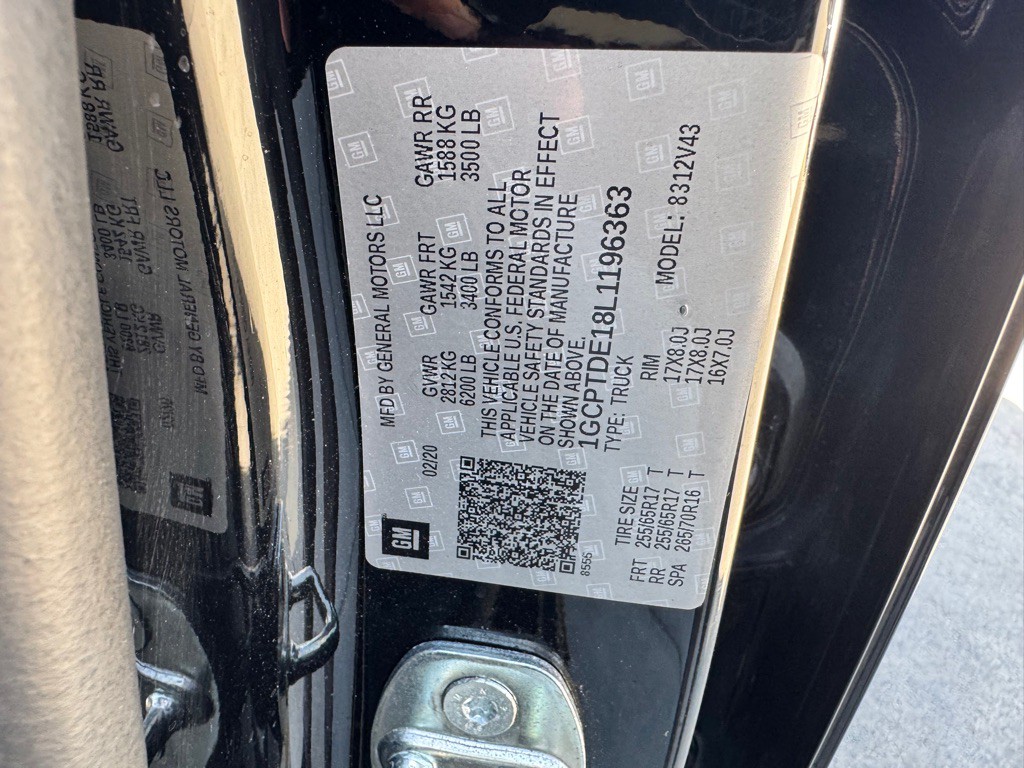 GM
MFD BY GENERAL MOTORS LLC
02/20
GVWR GAWR FRT GAWR RR
2812 KG 1542 KG 1588 KG
6200 LB 3400 LB 3500 LB
THIS VEHICLE CONFORMS TO ALL
APPLICABLE U.S. FEDERAL MOTOR
VEHICLE SAFETY STANDARDS IN EFFECT
ON THE DATE OF MANUFACTURE
SHOWN ABOVE.
8555
1GCPTDE18L1196363
TYPE: TRUCK
TIRE SIZE RIM MODEL: 8312V43
FRT 255/65R17 T 17X8.0J
RR 255/65R17 T 17X8.0J
SPA 265/70R16 T 16X7.0J